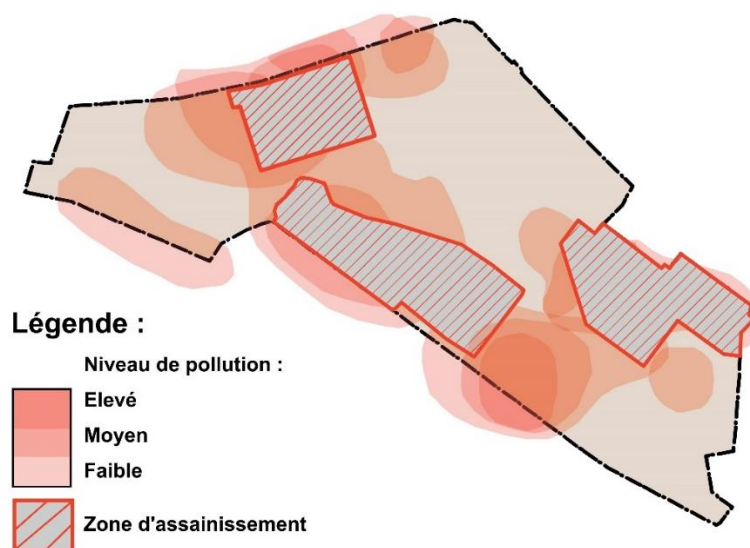 Légende :
Niveau de pollution :
Elevé
Moyen
Faible
Zone d'assainissement